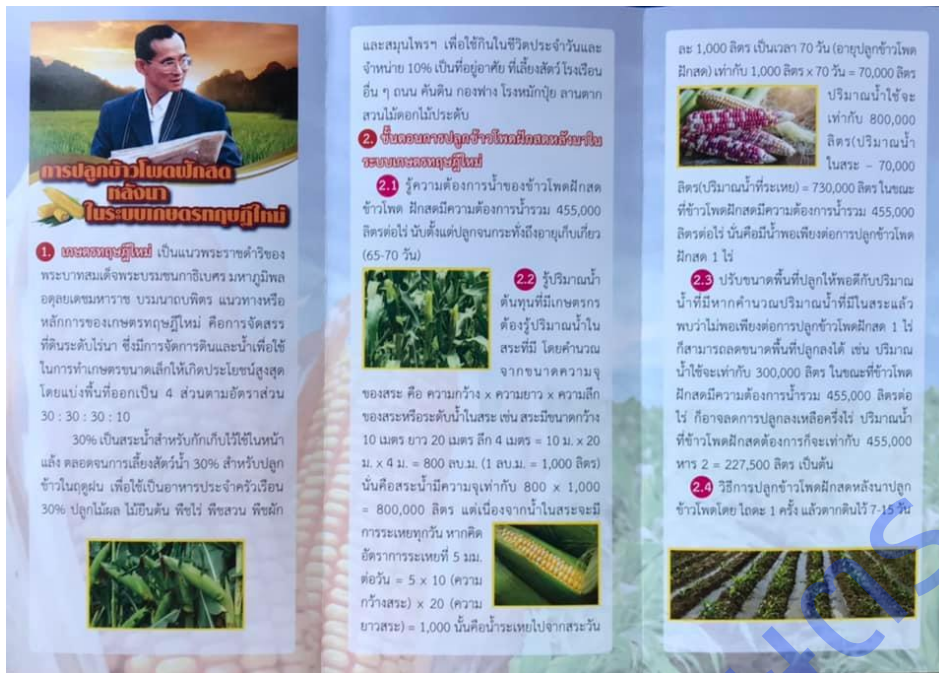 การปลูกข้าวโพดฝักสด
หลังนา
ในระบบเกษตรทฤษฎีใหม่
1. เกษตรทฤษฎีใหม่ เป็นแนวพระราชดำริของ
พระบาทสมเด็จพระบรมชนกาธิเบศร มหาภูมิพล
อดุลยเดชมหาราช บรมนาถบพิตร แนวทางหรือ
หลักการของเกษตรทฤษฎีใหม่ คือการจัดสรร
ที่ดินระดับไร่นา ซึ่งมีการจัดการดินและน้ำเพื่อใช้
ในการทำเกษตรขนาดเล็กให้เกิดประโยชน์สูงสุด
โดยแบ่งพื้นที่ออกเป็น 4 ส่วนตามอัตราส่วน
30 : 30 : 30 : 10
30% เป็นสระน้ำสำหรับกักเก็บไว้ใช้ในหน้า
แล้ง ตลอดจนการเลี้ยงสัตว์น้ำ 30% สำหรับปลูก
ข้าวในฤดูฝน เพื่อใช้เป็นอาหารประจำครัวเรือน
30% ปลูกไม้ผล ไม้ยืนต้น พืชไร่ พืชสวน พืชผัก
และสมุนไพรฯ เพื่อใช้กินในชีวิตประจำวันและ
จำหน่าย 10% เป็นที่อยู่อาศัย ที่เลี้ยงสัตว์ โรงเรือน
อื่น ๆ ถนน คันดิน กองฟาง โรงหมักปุ๋ย ลานตาก
สวนไม้ดอกไม้ประดับ
2. ขั้นตอนการปลูกข้าวโพดฝักสดหลังนาใน
ระบบเกษตรทฤษฎีใหม่
2.1 รู้ความต้องการน้ำของข้าวโพดฝักสด
ข้าวโพด ฝักสดมีความต้องการน้ำรวม 455,000
ลิตรต่อไร่ นับตั้งแต่ปลูกจนกระทั่งถึงอายุเก็บเกี่ยว
(65-70 วัน)
2.2 รู้ปริมาณน้ำ
ต้นทุนที่มีเกษตรกร
ต้องรู้ปริมาณน้ำใน
สระที่มี โดยคำนวณ
จากขนาดความจุ
ของสระ คือ ความกว้าง x ความยาว x ความลึก
ของสระหรือระดับน้ำในสระ เช่น สระมีขนาดกว้าง
10 เมตร ยาว 20 เมตร ลึก 4 เมตร = 10 ม. x 20
ม. x 4 ม. = 800 ลบ.ม. (1 ลบ.ม. = 1,000 ลิตร)
นั่นคือสระน้ำมีความจุเท่ากับ 800 x 1,000
= 800,000 ลิตร แต่เนื่องจากน้ำในสระจะมี
การระเหยทุกวัน หากคิด
อัตราการระเหยที่ 5 มม.
ต่อวัน = 5 x 10 (ความ
กว้างสระ) x 20 (ความ
ยาวสระ) = 1,000 นั้นคือน้ำระเหยไปจากสระวัน
ละ 1,000 ลิตร เป็นเวลา 70 วัน (อายุปลูกข้าวโพด
ฝักสด) เท่ากับ 1,000 ลิตร x 70 วัน = 70,000 ลิตร
ปริมาณน้ำใช้จะ
เท่ากับ 800,000
ลิตร(ปริมาณน้ำ
ในสระ – 70,000
ลิตร(ปริมาณน้ำที่ระเหย) = 730,000 ลิตร ในขณะ
ที่ข้าวโพดฝักสดมีความต้องการน้ำรวม 455,000
ลิตรต่อไร่ นั่นคือมีน้ำพอเพียงต่อการปลูกข้าวโพด
ฝักสด 1 ไร่
2.3 ปรับขนาดพื้นที่ปลูกให้พอดีกับปริมาณ
น้ำที่มีหากคำนวณปริมาณน้ำที่มีในสระแล้ว
พบว่าไม่พอเพียงต่อการปลูกข้าวโพดฝักสด 1 ไร่
ก็สามารถลดขนาดพื้นที่ปลูกลงได้ เช่น ปริมาณ
น้ำใช้จะเท่ากับ 300,000 ลิตร ในขณะที่ข้าวโพด
ฝักสดมีความต้องการน้ำรวม 455,000 ลิตรต่อ
ไร่ ก็อาจลดการปลูกลงเหลือครึ่งไร่ ปริมาณน้ำ
ที่ข้าวโพดฝักสดต้องการก็จะเท่ากับ 455,000
หาร 2 = 227,500 ลิตร เป็นต้น
2.4 วิธีการปลูกข้าวโพดฝักสดหลังนาปลูก
ข้าวโพดโดย ไถดะ 1 ครั้ง แล้วตากดินไว้ 7-15 วัน